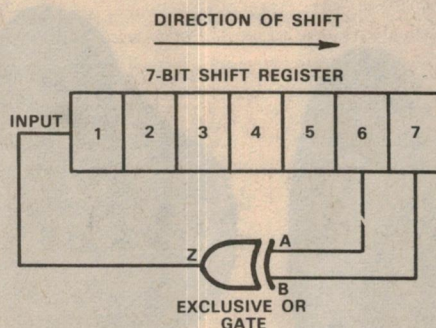 DIRECTION OF SHIFT
7-BIT SHIFT REGISTER
INPUT
1 2 3 4 5 6 7
A
Z
B
EXCLUSIVE OR
GATE